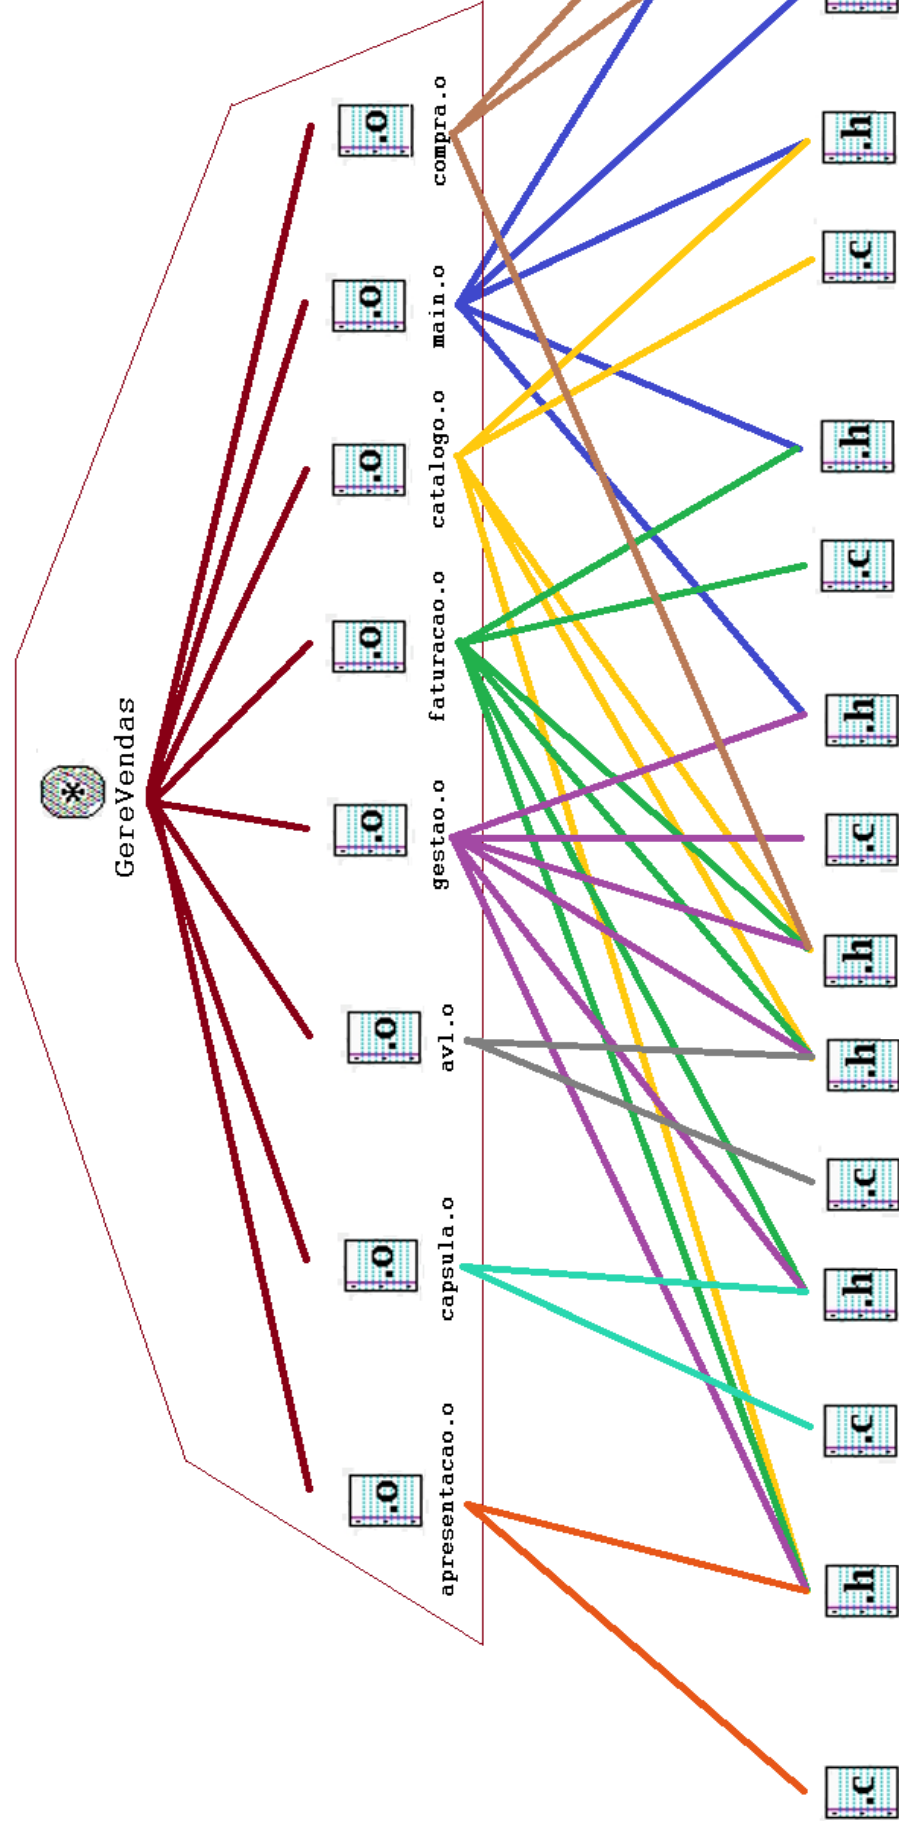 *
GereVendas
.o
.o
.o
.o
.o
.o
.o
.o
apresentacao.o
capsula.o
avl.o
gestao.o
faturacao.o
catalogo.o
main.o
compra.o
.c
.h
.c
.h
.c
.h
.h
.c
.h
.c
.h
.c
.h